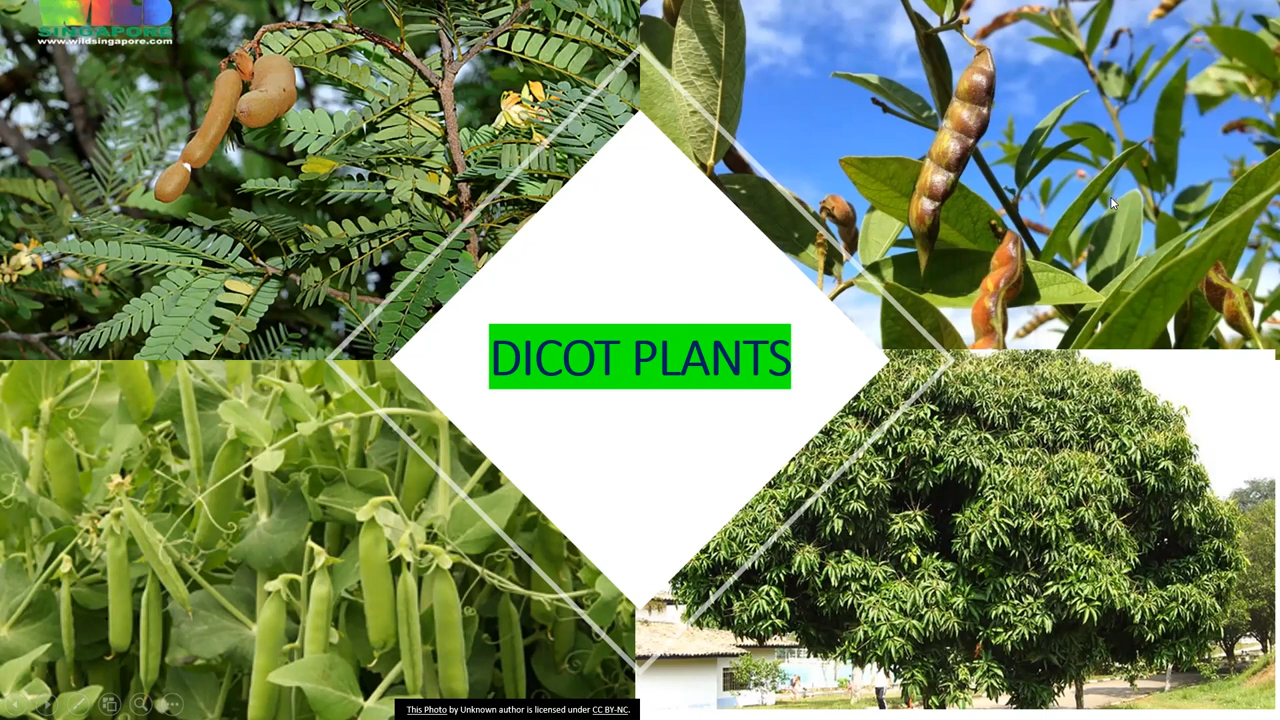 SINGAPORE
www.wildsingapore.com
DICOT PLANTS
This Photo by Unknown author is licensed under CC BY-NC.